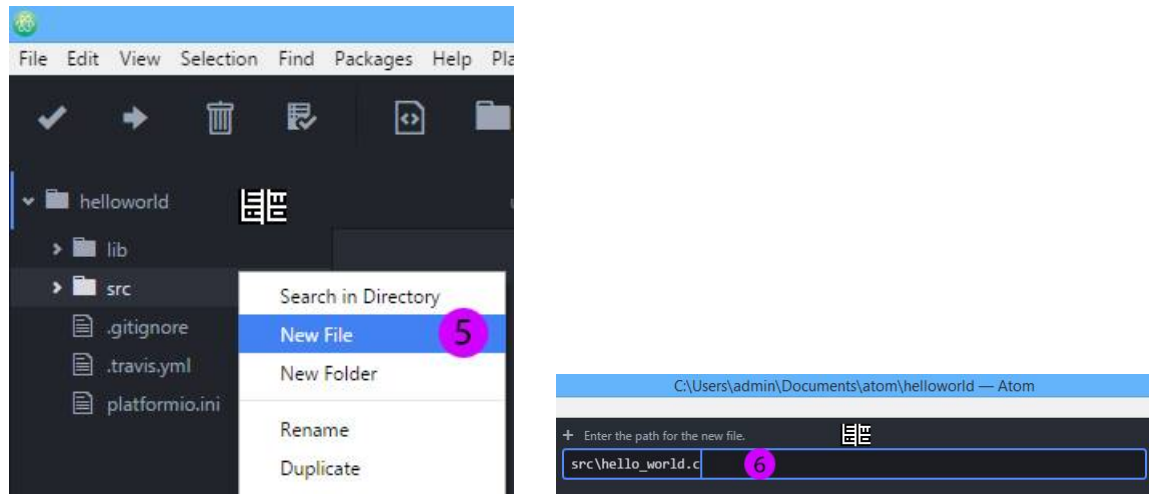 File Edit View Selection Find Packages Help
helloworld
lib
src
.gitignore
.travis.yml
platformio.ini
Search in Directory
New File 5
New Folder
Rename
Duplicate
C:\Users\admin\Documents\atom\helloworld — Atom
+ Enter the path for the new file.
src\hello_world.c 6